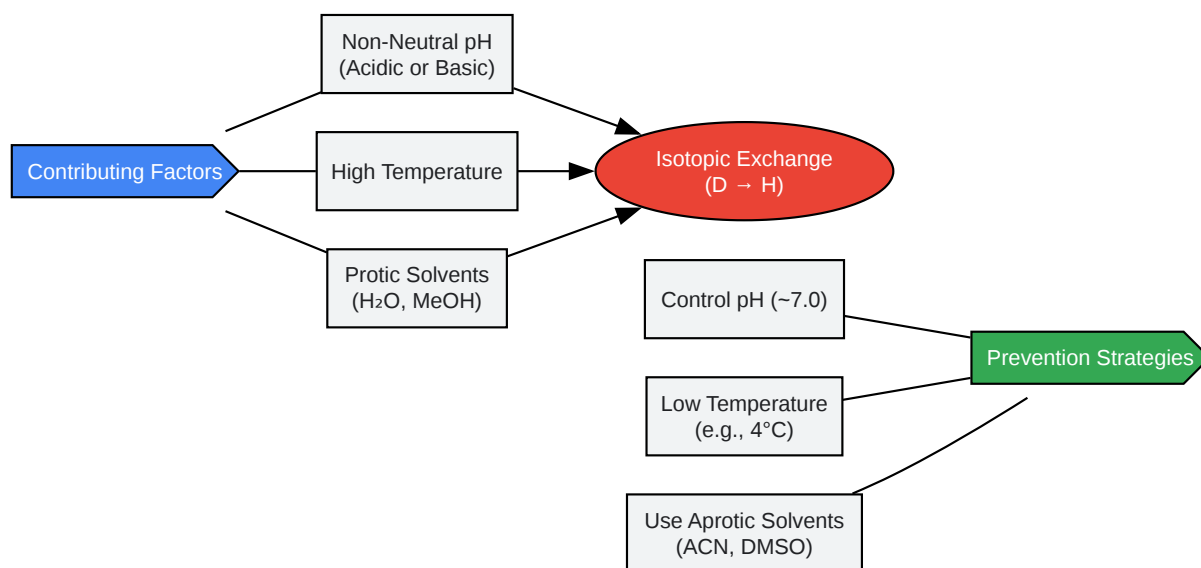 Non-Neutral pH
(Acidic or Basic)
Contributing Factors
High Temperature
Isotopic Exchange
(D → H)
Protic Solvents
(H₂O, MeOH)
Control pH (~7.0)
Prevention Strategies
Low Temperature
(e.g., 4°C)
Use Aprotic Solvents
(ACN, DMSO)